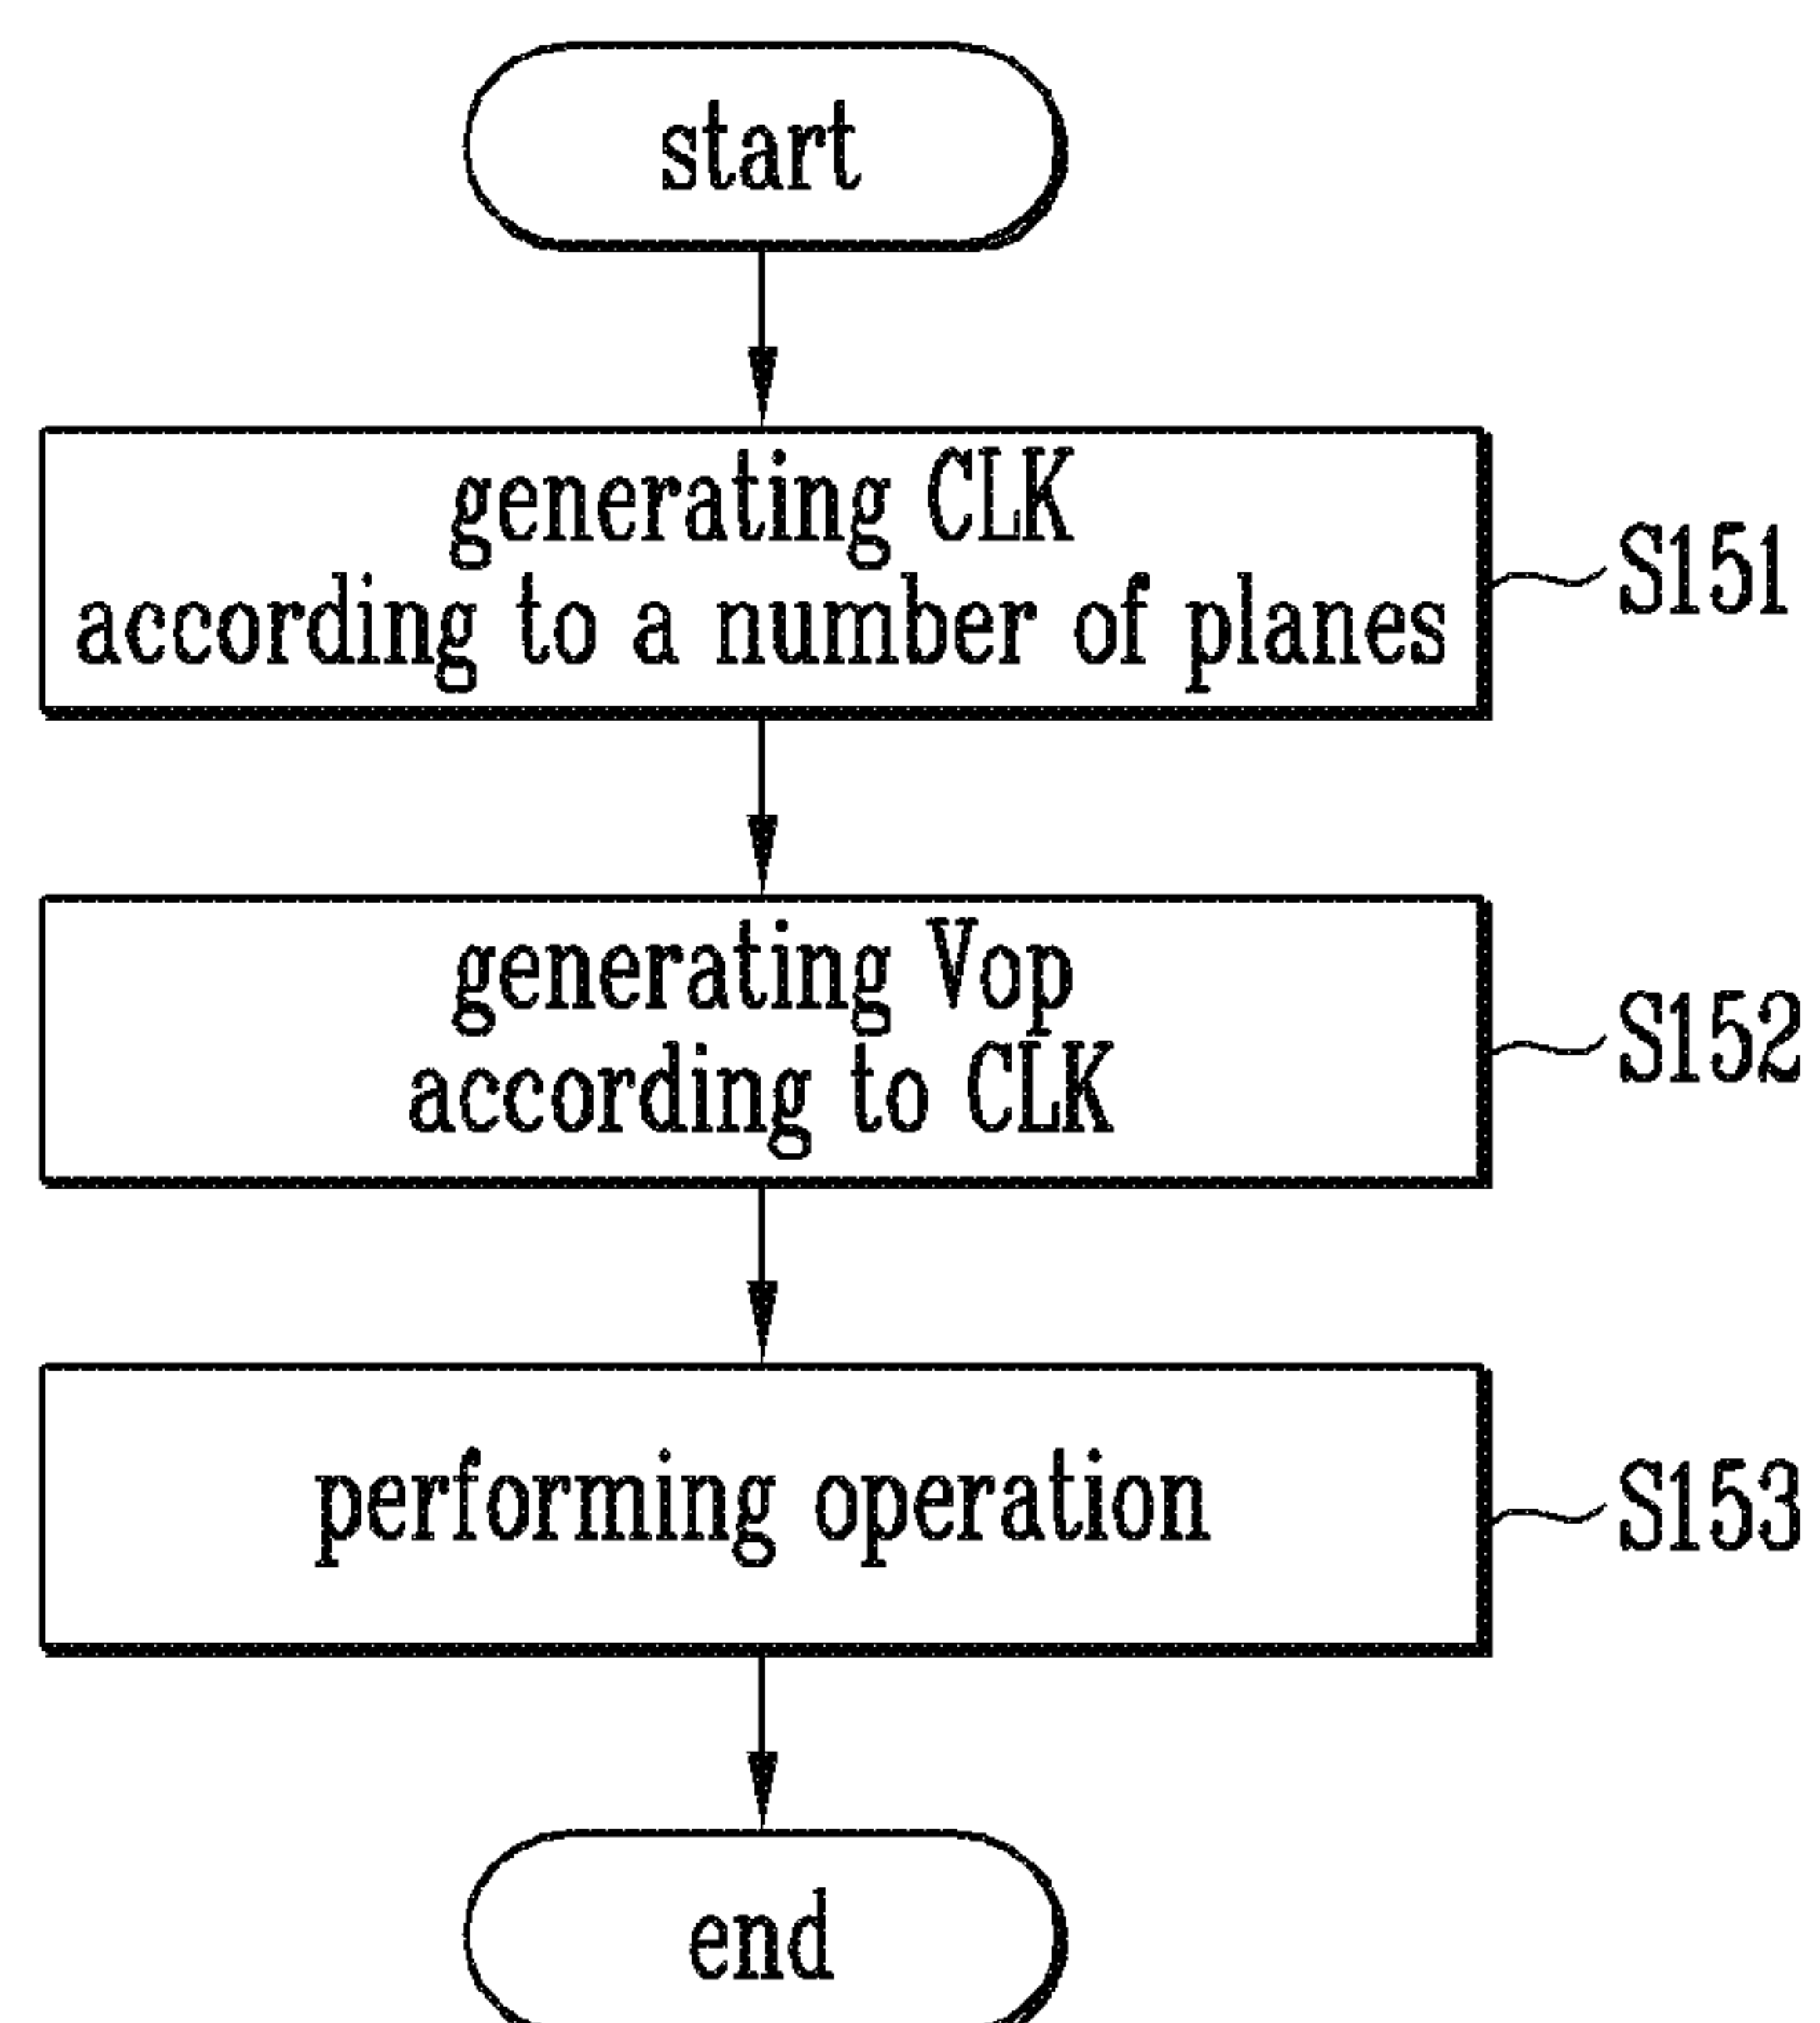 start
generating CLK
according to a number of planes
S151
generating Vop
according to CLK
S152
performing operation
S153
end